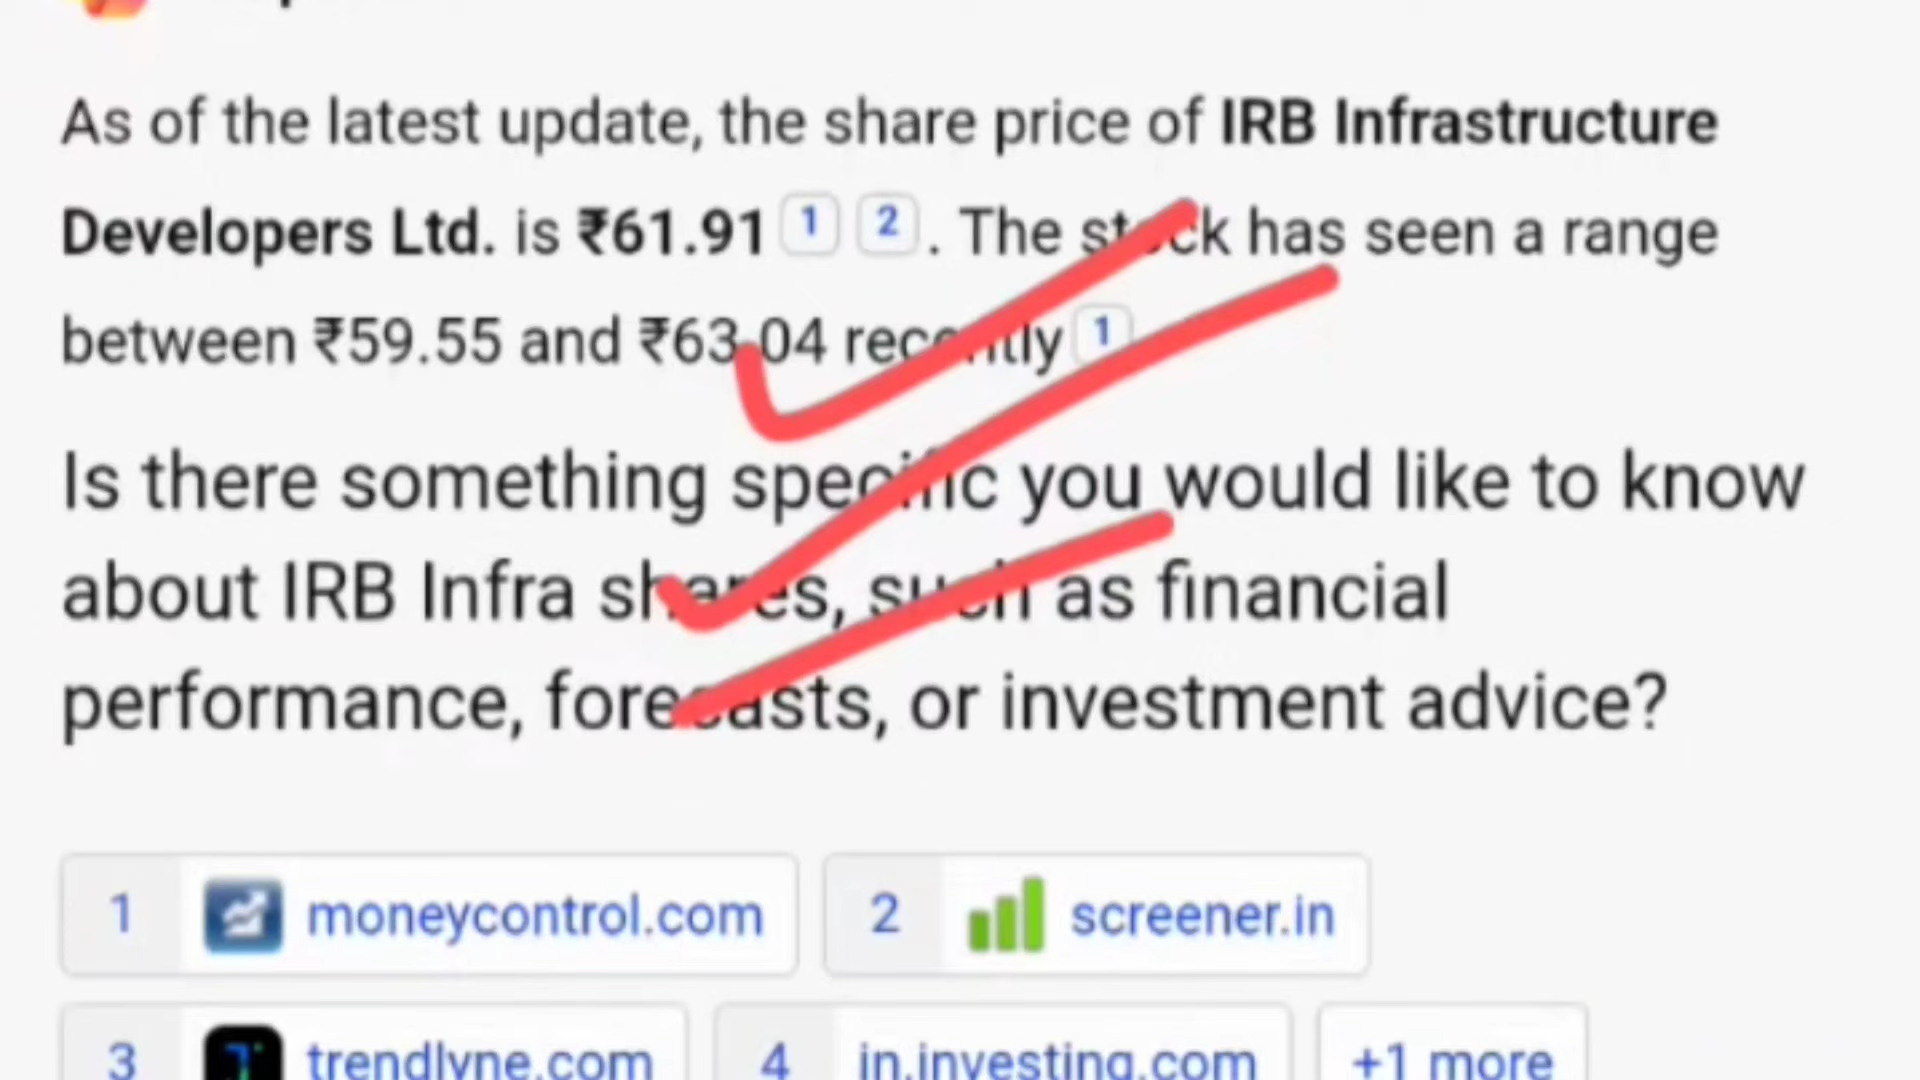 As of the latest update, the share price of IRB Infrastructure
Developers Ltd. is ₹61.91 1 2 . The stock has seen a range
between ₹59.55 and ₹63.04 recently 1
Is there something specific you would like to know
about IRB Infra shares, such as financial
performance, forecasts, or investment advice?
1 moneycontrol.com 2 screener.in
3 trendlyne.com 4 in.investing.com +1 more